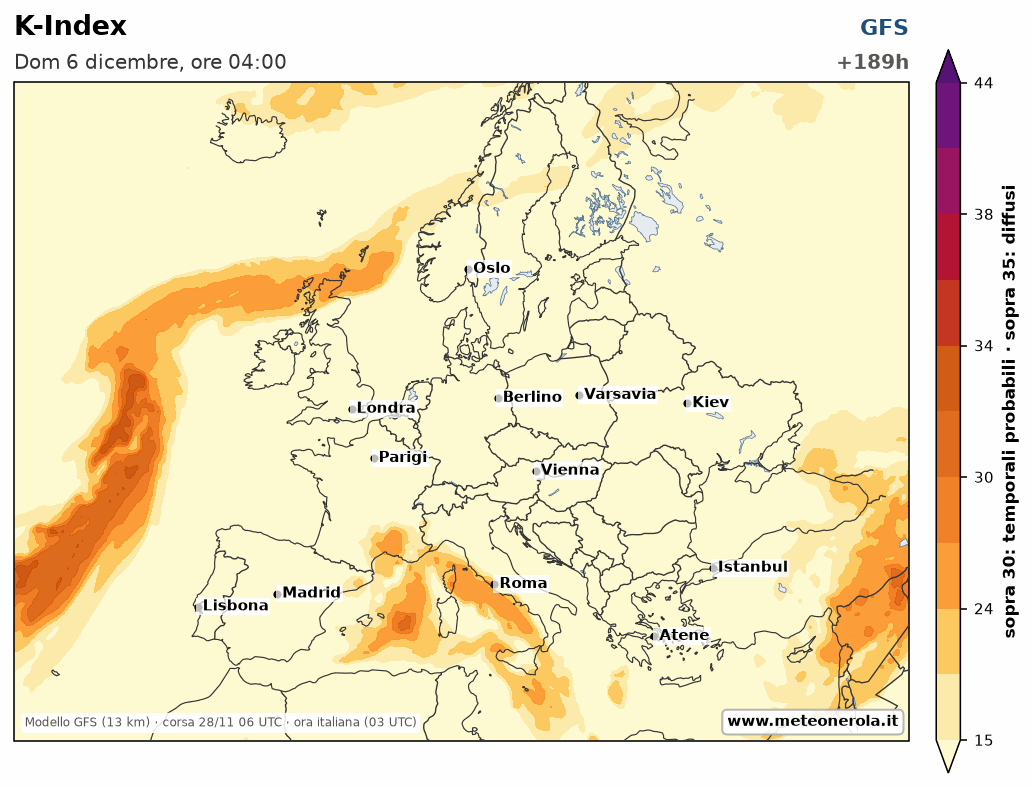 K-Index
GFS
Dom 6 dicembre, ore 04:00
+189h
44
38
34
30
24
15
sopra 30: temporali probabili · sopra 35: diffusi
Oslo
Berlino
Varsavia
Kiev
Londra
Parigi
Vienna
Istanbul
Roma
Madrid
Lisbona
Atene
Modello GFS (13 km) · corsa 28/11 06 UTC · ora italiana (03 UTC)
www.meteonerola.it